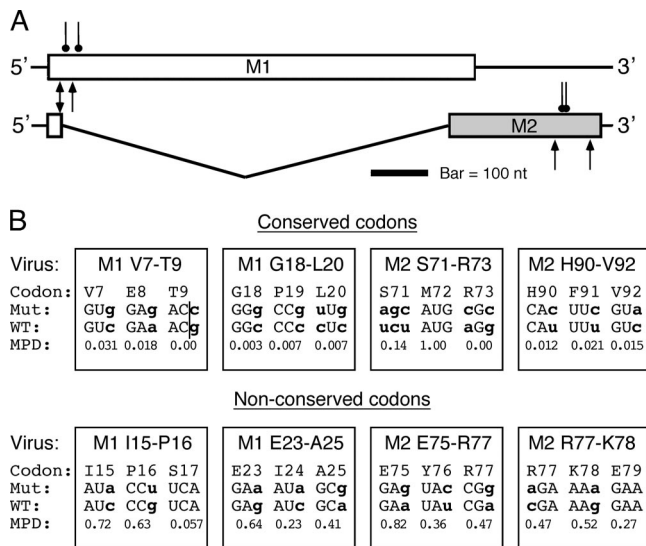 A
5’ M1 3’
5’ M2 3’
Bar = 100 nt
B
Conserved codons
Virus: M1 V7-T9 M1 G18-L20 M2 S71-R73 M2 H90-V92
Codon: V7 E8 T9 G18 P19 L20 S71 M72 R73 H90 F91 V92
Mut: GUg GAg ACc GGg CCg uUg agc AUG cGc CAc UUc GUa
WT: GUc GAa ACg GGc CCc cUc ucu AUG aGg CAu UUu GUc
MPD: 0.031 0.018 0.00 0.003 0.007 0.007 0.14 1.00 0.00 0.012 0.021 0.015
Non-conserved codons
Virus: M1 I15-P16 M1 E23-A25 M2 E75-R77 M2 R77-K78
Codon: I15 P16 S17 E23 I24 A25 E75 Y76 R77 R77 K78 E79
Mut: AUa CCu UCA GAa AUa GCg GAg UAc CGg aGA AAa GAA
WT: AUc CCg UCA GAg AUc GCa GAa UAu CGa cGA AAg GAA
MPD: 0.72 0.63 0.057 0.64 0.23 0.41 0.82 0.36 0.47 0.47 0.52 0.27